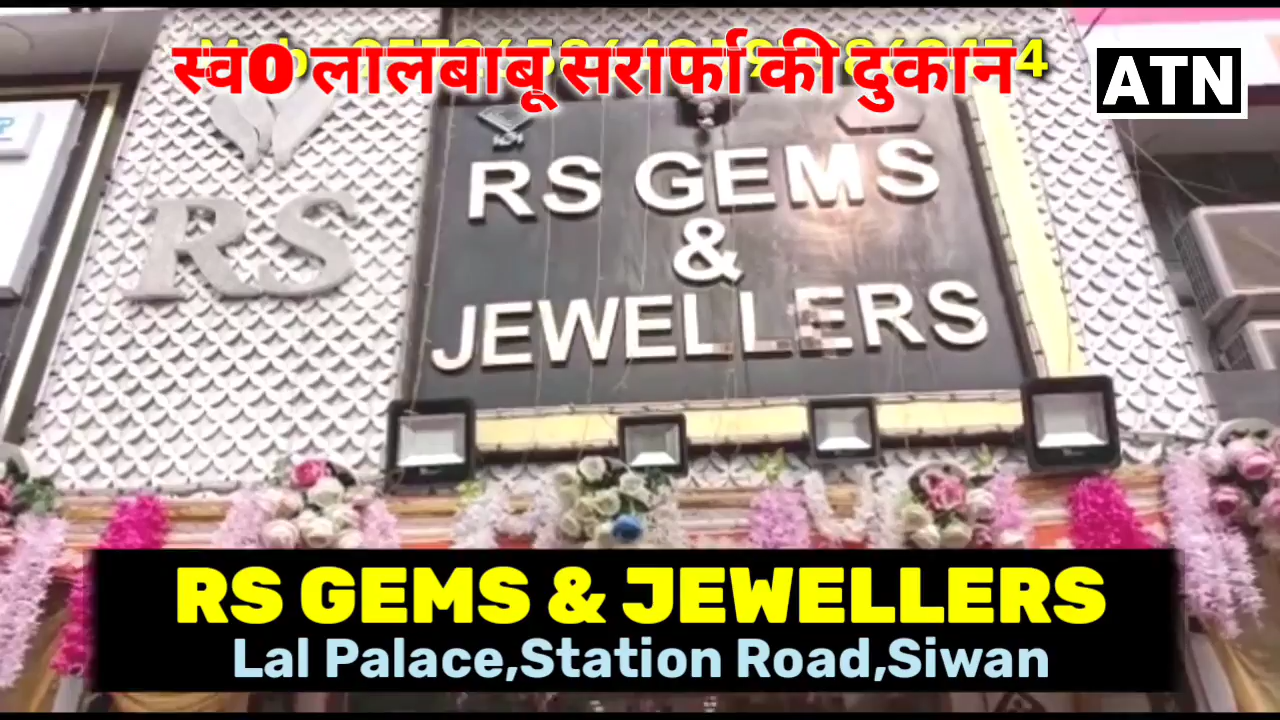 स्व0 लालबाबू सरार्फा की दुकान
ATN
RS
RS GEMS
&
JEWELLERS
RS GEMS & JEWELLERS
Lal Palace,Station Road,Siwan